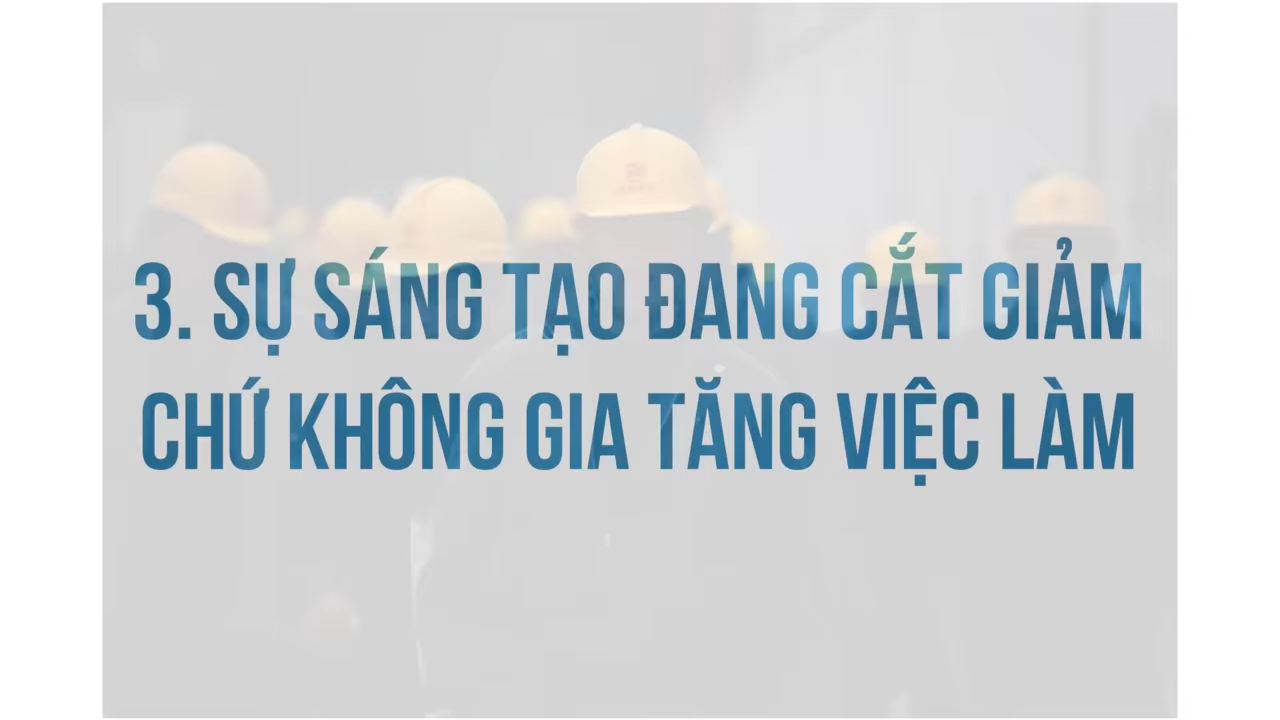 3. SỰ SÁNG TẠO ĐANG CẮT GIẢM
CHỨ KHÔNG GIA TĂNG VIỆC LÀM